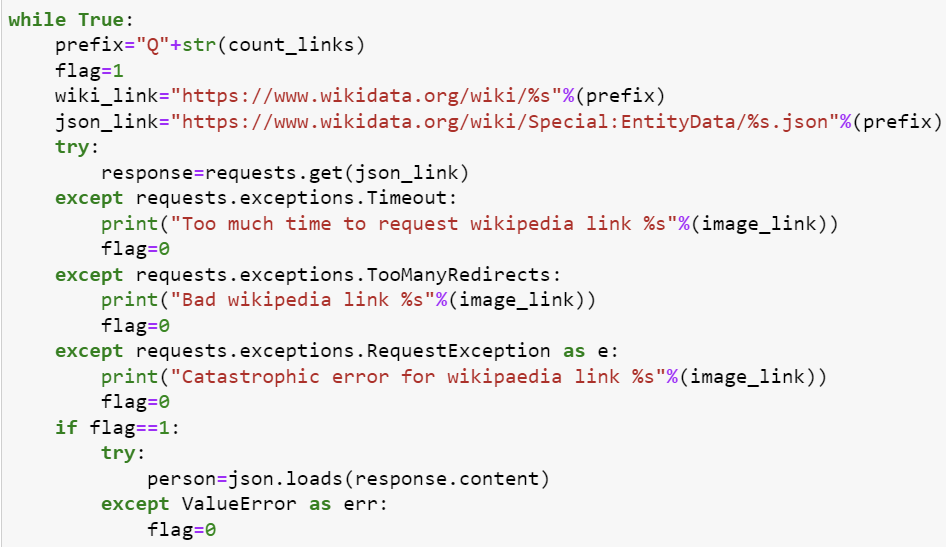 while True:
    prefix="Q"+str(count_links)
    flag=1
    wiki_link="https://www.wikidata.org/wiki/%s"%(prefix)
    json_link="https://www.wikidata.org/wiki/Special:EntityData/%s.json"%(prefix)
    try:
        response=requests.get(json_link)
    except requests.exceptions.Timeout:
        print("Too much time to request wikipedia link %s"%(image_link))
        flag=0
    except requests.exceptions.TooManyRedirects:
        print("Bad wikipedia link %s"%(image_link))
        flag=0
    except requests.exceptions.RequestException as e:
        print("Catastrophic error for wikipaedia link %s"%(image_link))
        flag=0
    if flag==1:
        try:
            person=json.loads(response.content)
        except ValueError as err:
            flag=0